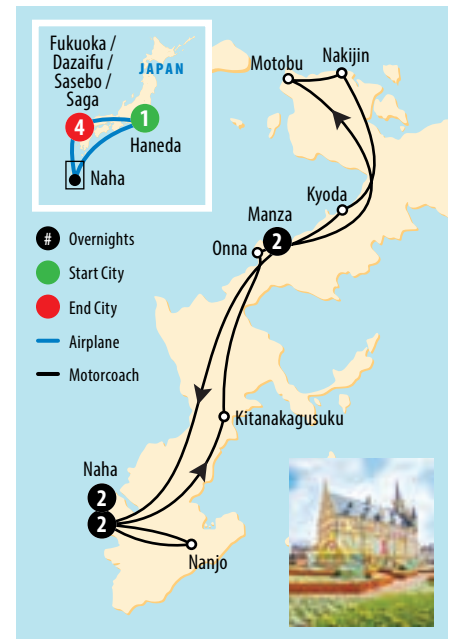 Fukuoka /
Dazaifu /
Sasebo /
Saga
JAPAN
4
1
Haneda
Naha
# Overnights
Start City
End City
Airplane
Motorcoach
Motobu
Nakijin
Kyoda
Manza
2
Onna
Kitanakagusuku
Naha
2
2
Nanjo